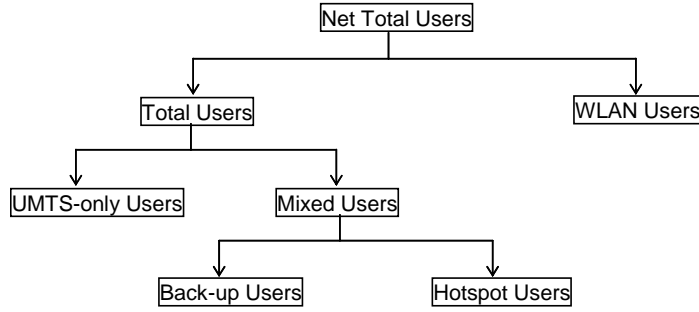 Net Total Users
Total Users
WLAN Users
UMTS-only Users
Mixed Users
Back-up Users
Hotspot Users